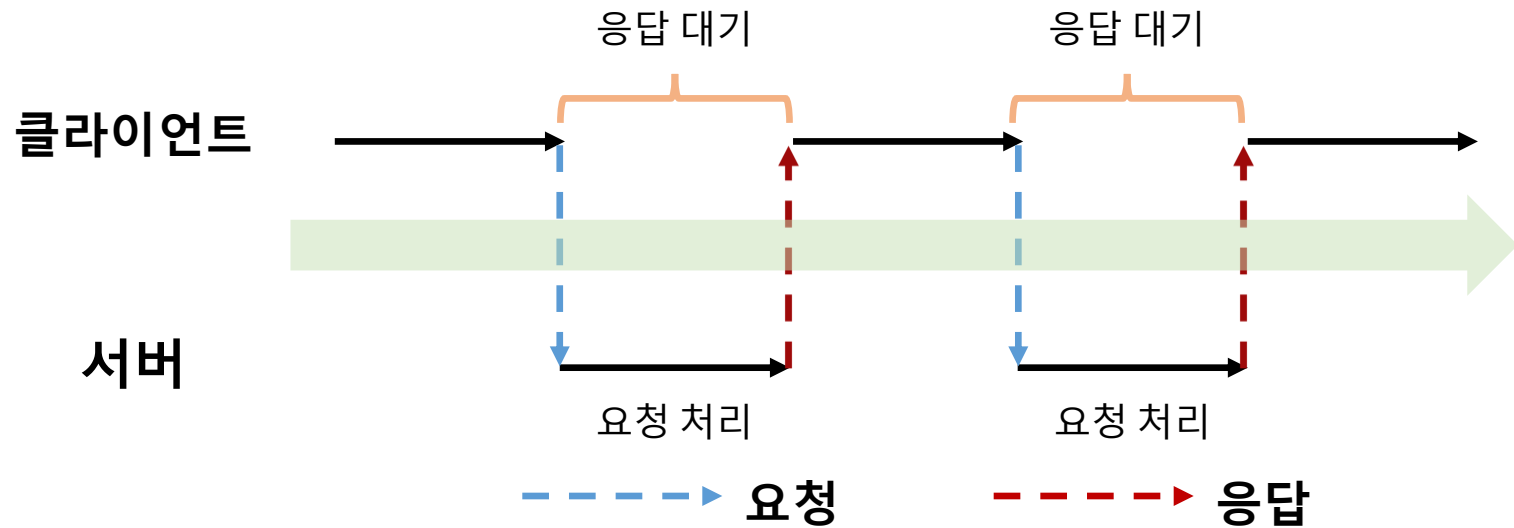 응답 대기
응답 대기
클라이언트
서버
요청 처리
요청 처리
요청
응답